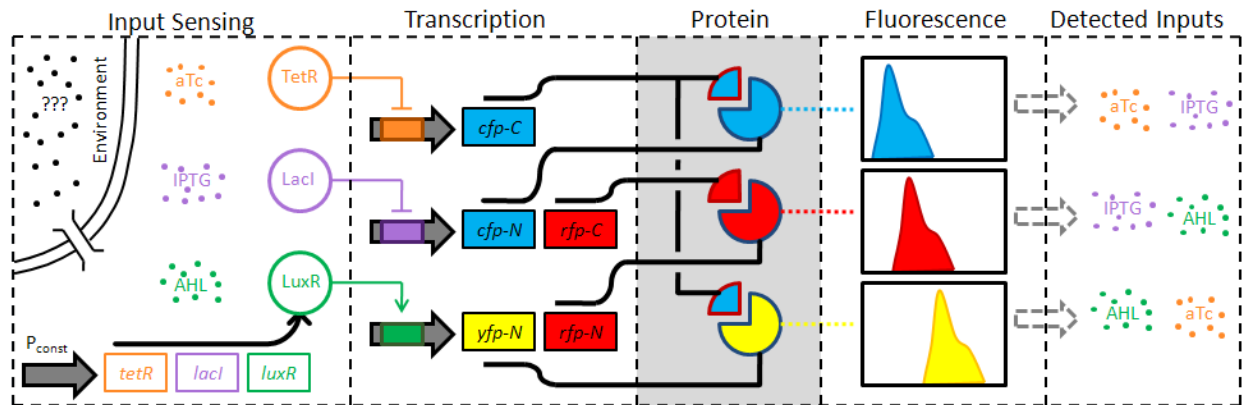 Input Sensing
Transcription
Protein
Fluorescence
Detected Inputs
???
Environment
aTc
TetR
cfp-C
aTc
IPTG
IPTG
LacI
cfp-N
rfp-C
IPTG
AHL
AHL
LuxR
yfp-N
rfp-N
AHL
aTc
Pconst
tetR
lacI
luxR